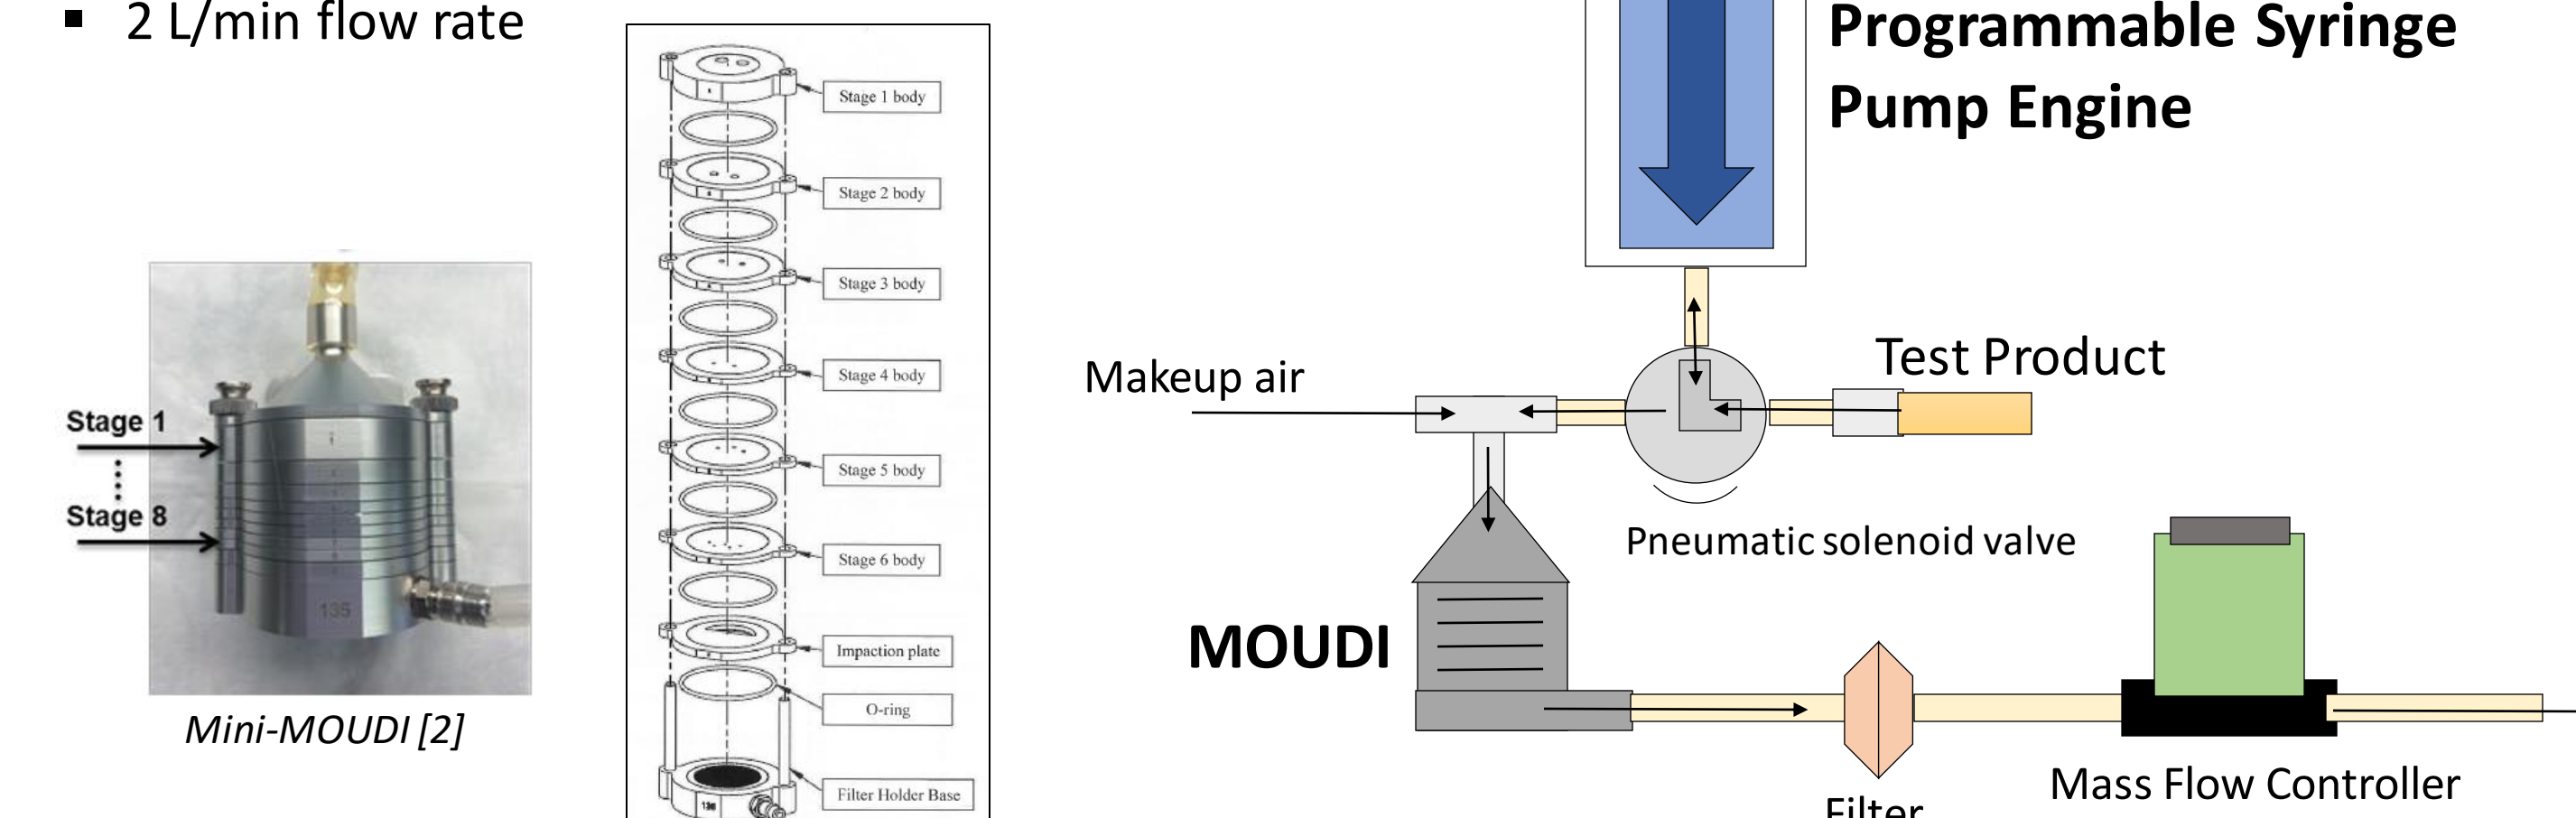 ▪ 2 L/min flow rate
Stage 1
Stage 8
135
Mini-MOUDI [2]
Stage 1 body
Stage 2 body
Stage 3 body
Stage 4 body
Stage 5 body
Stage 6 body
Impaction plate
O-ring
Filter Holder Base
Programmable Syringe
Pump Engine
Makeup air
Test Product
Pneumatic solenoid valve
MOUDI
Filter
Mass Flow Controller